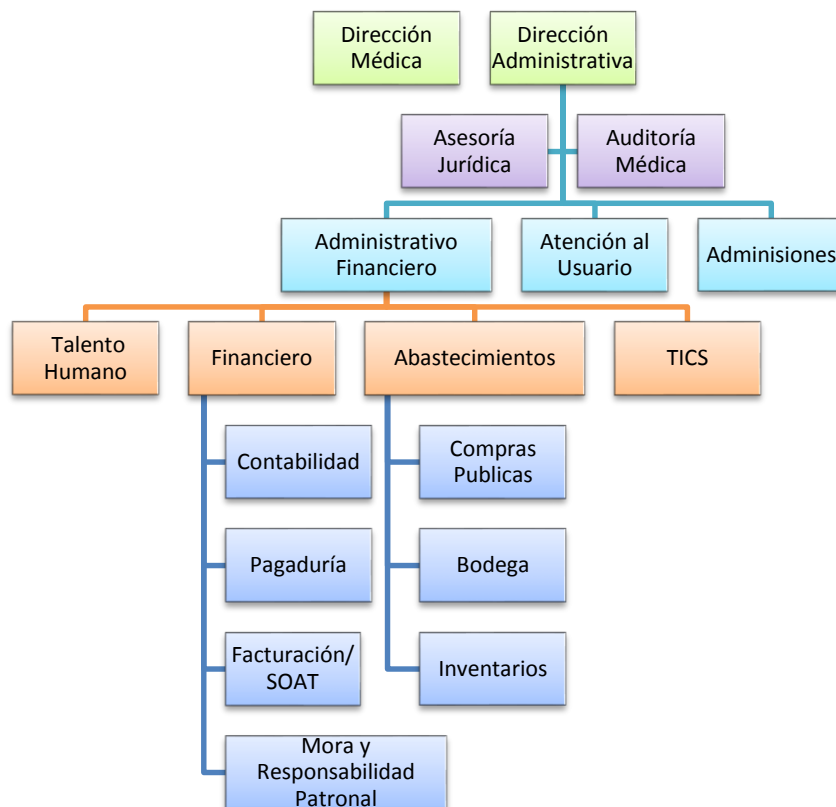 Dirección
Médica
Dirección
Administrativa
Asesoría
Jurídica
Auditoría
Médica
Administrativo
Financiero
Atención al
Usuario
Adminisiones
Talento
Humano
Financiero
Abastecimientos
TICS
Contabilidad
Compras
Publicas
Pagaduría
Bodega
Facturación/
SOAT
Inventarios
Mora y
Responsabilidad
Patronal